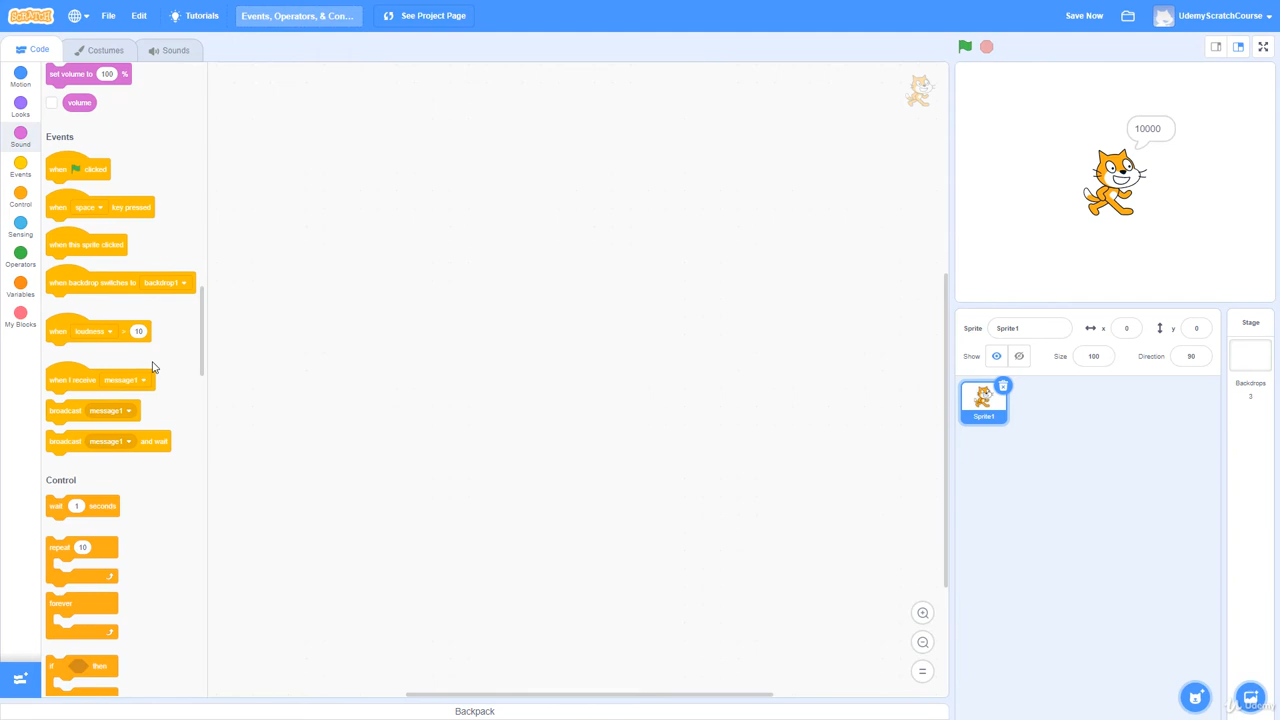 SCRATCH
File
Edit
Tutorials
Events, Operators, & Con...
See Project Page
Save Now
UdemyScratchCourse
Code
Costumes
Sounds
Motion
Looks
Sound
Events
Control
Sensing
Operators
Variables
My Blocks
set volume to 100 %
volume
Events
when clicked
when space key pressed
when this sprite clicked
when backdrop switches to backdrop1
when loudness > 10
when I receive message1
broadcast message1
broadcast message1 and wait
Control
wait 1 seconds
repeat 10
forever
if then
10000
Sprite Sprite1 x 0 y 0
Show Size 100 Direction 90
Sprite1
Stage
Backdrops
3
Backpack
Udemy